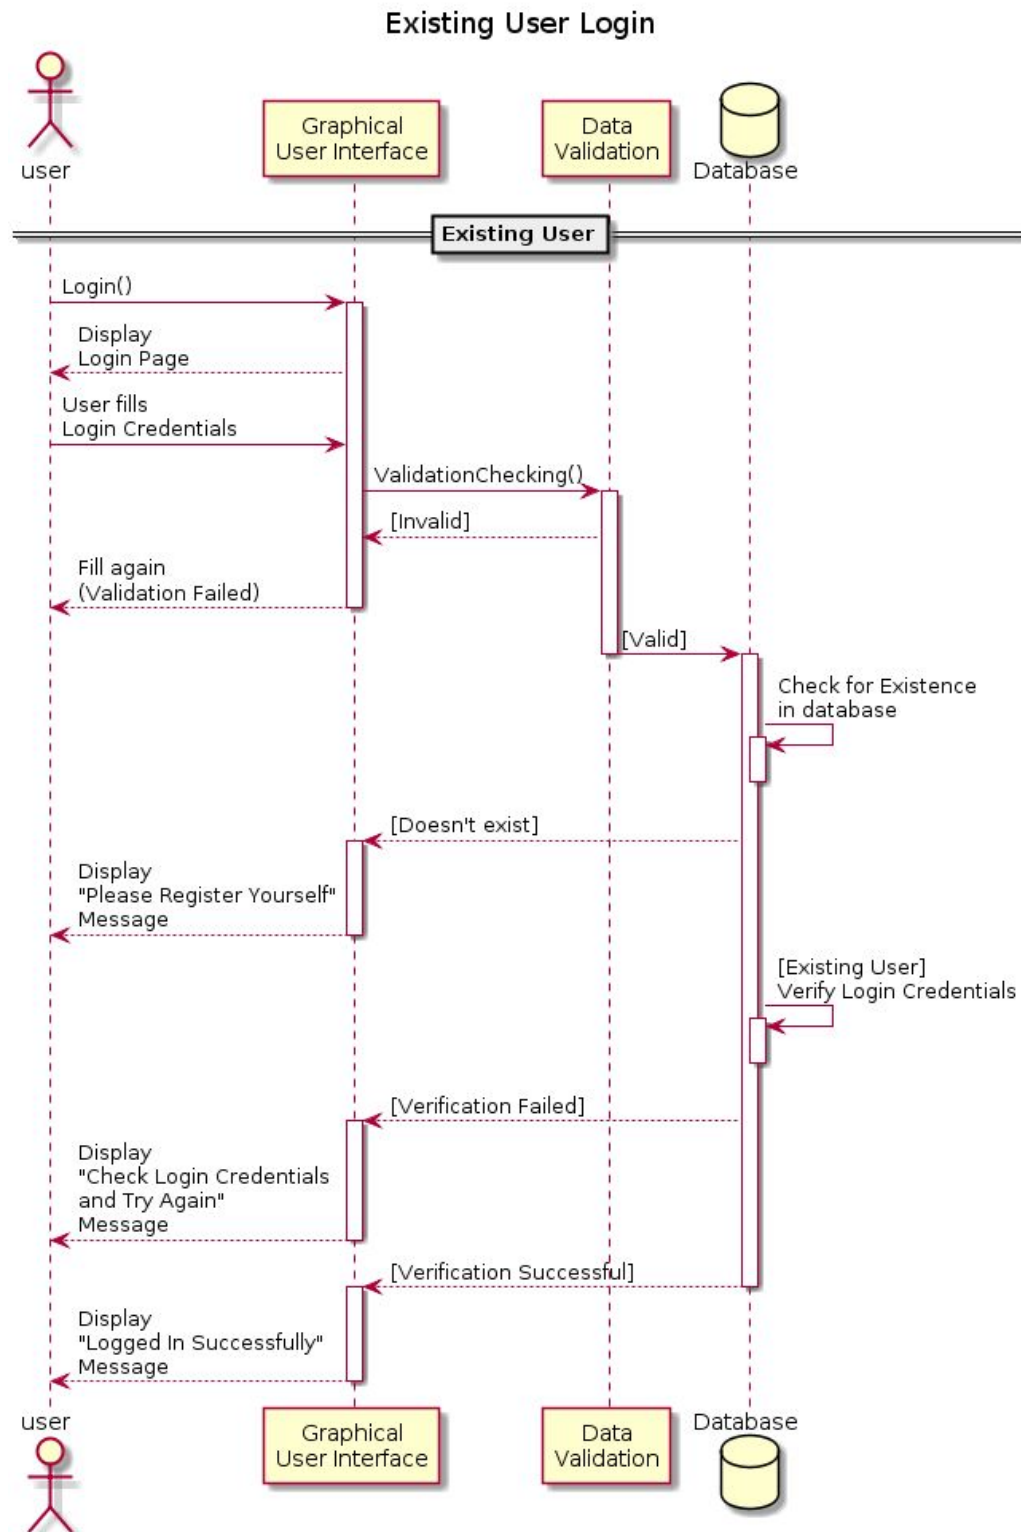 Existing User Login
user
Graphical
User Interface
Data
Validation
Database
Existing User
Login()
Display
Login Page
User fills
Login Credentials
ValidationChecking()
[Invalid]
Fill again
(Validation Failed)
[Valid]
Check for Existence
in database
[Doesn't exist]
Display
"Please Register Yourself"
Message
[Existing User]
Verify Login Credentials
[Verification Failed]
Display
"Check Login Credentials
and Try Again"
Message
[Verification Successful]
Display
"Logged In Successfully"
Message
user
Graphical
User Interface
Data
Validation
Database